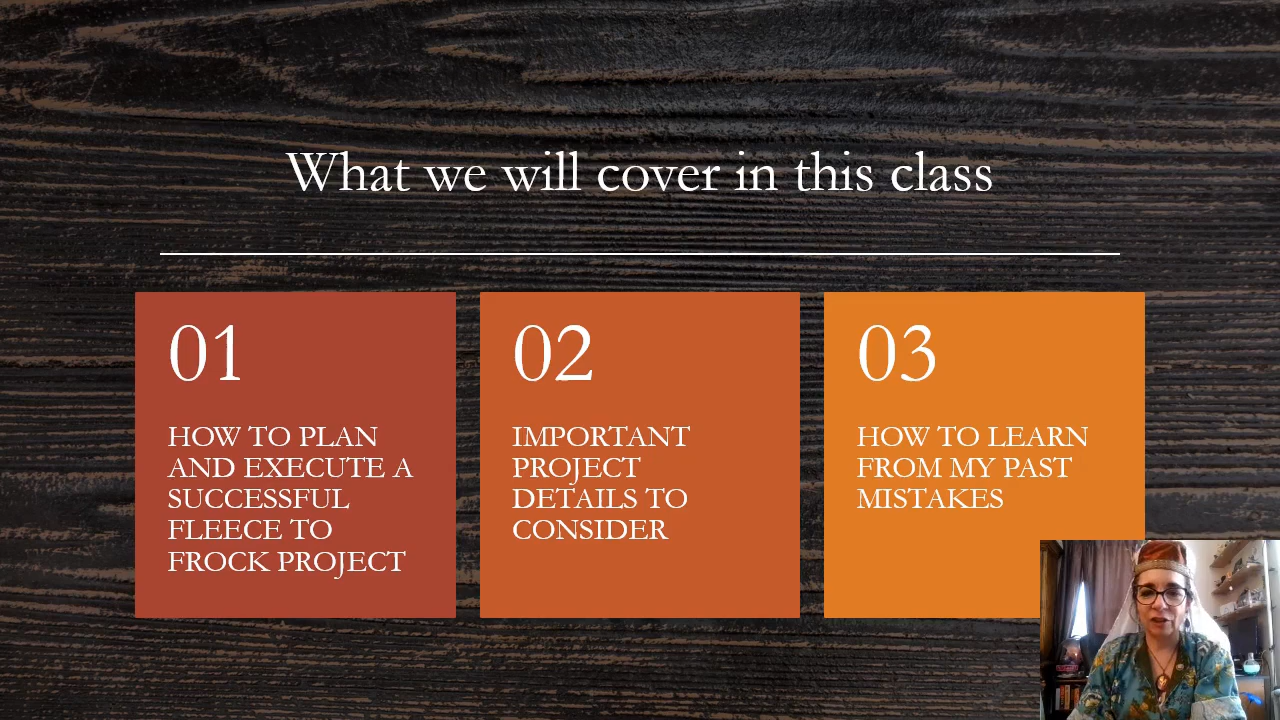 What we will cover in this class
01
HOW TO PLAN
AND EXECUTE A
SUCCESSFUL
FLEECE TO
FROCK PROJECT
02
IMPORTANT
PROJECT
DETAILS TO
CONSIDER
03
HOW TO LEARN
FROM MY PAST
MISTAKES